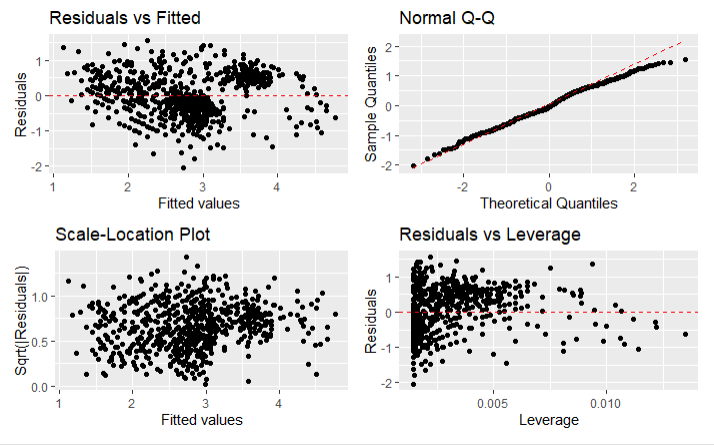 Residuals vs Fitted
Residuals
1
0
-1
-2
1
2
3
4
Fitted values
Normal Q-Q
Sample Quantiles
2
1
0
-1
-2
-2
0
2
Theoretical Quantiles
Scale-Location Plot
Sqrt(|Residuals|)
1.0
0.5
0.0
1
2
3
4
Fitted values
Residuals vs Leverage
Residuals
1
0
-1
-2
0.005
0.010
Leverage